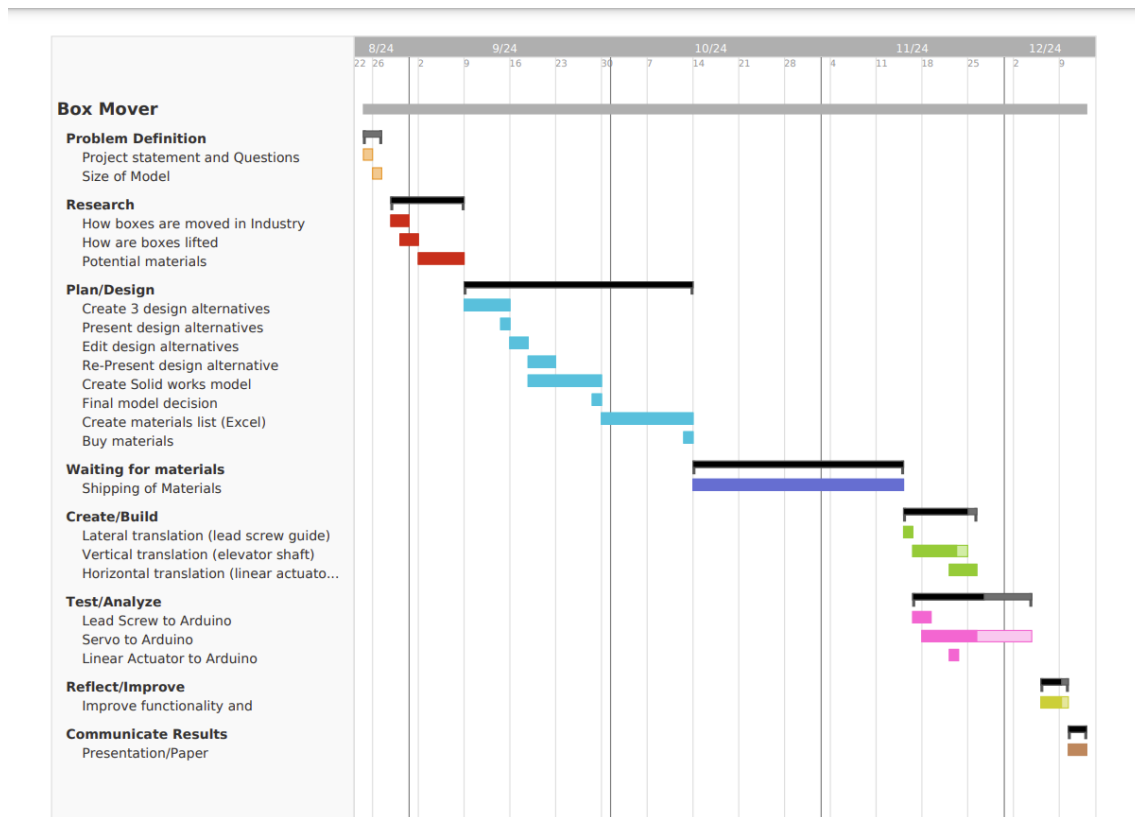 8/24 9/24 10/24 11/24 12/24
22 26 2 9 16 23 30 7 14 21 28 4 11 18 25 2 9
Box Mover
Problem Definition
Project statement and Questions
Size of Model
Research
How boxes are moved in Industry
How are boxes lifted
Potential materials
Plan/Design
Create 3 design alternatives
Present design alternatives
Edit design alternatives
Re-Present design alternative
Create Solid works model
Final model decision
Create materials list (Excel)
Buy materials
Waiting for materials
Shipping of Materials
Create/Build
Lateral translation (lead screw guide)
Vertical translation (elevator shaft)
Horizontal translation (linear actuato...
Test/Analyze
Lead Screw to Arduino
Servo to Arduino
Linear Actuator to Arduino
Reflect/Improve
Improve functionality and
Communicate Results
Presentation/Paper